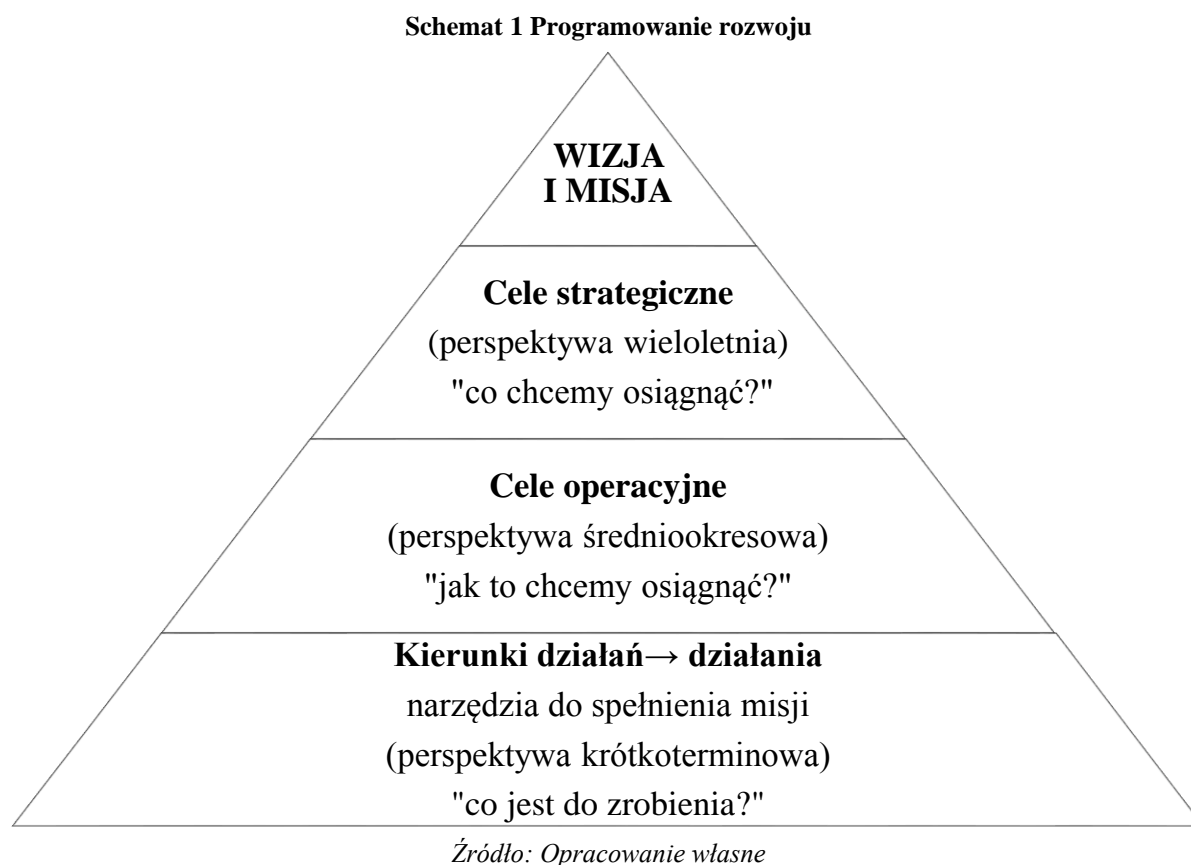 Schemat 1 Programowanie rozwoju
WIZJA
I MISJA
Cele strategiczne
(perspektywa wieloletnia)
"co chcemy osiągnąć?"
Cele operacyjne
(perspektywa średniookresowa)
"jak to chcemy osiągnąć?"
Kierunki działań→ działania
narzędzia do spełnienia misji
(perspektywa krótkoterminowa)
"co jest do zrobienia?"
Źródło: Opracowanie własne